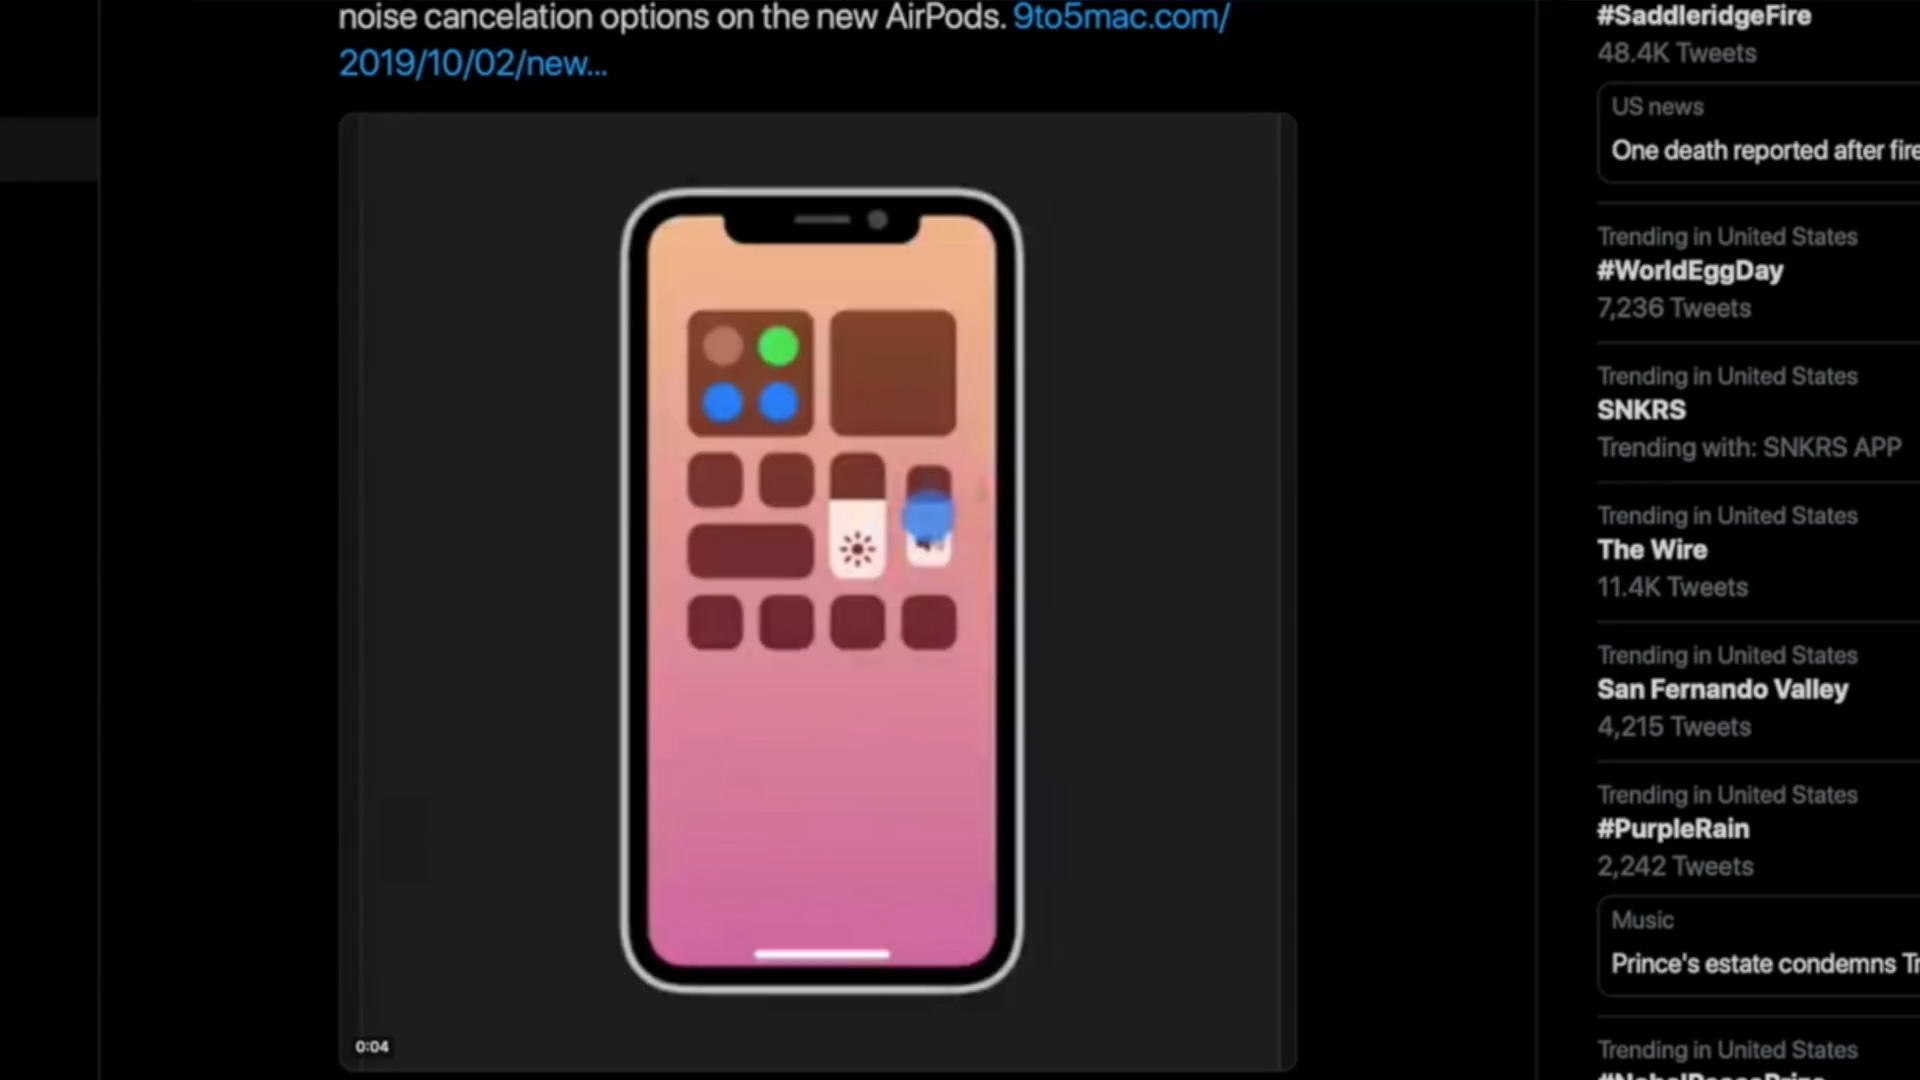 noise cancelation options on the new AirPods. 9to5mac.com/
2019/10/02/new...
0:04
#SaddleridgeFire
48.4K Tweets
US news
One death reported after fire
Trending in United States
#WorldEggDay
7,236 Tweets
Trending in United States
SNKRS
Trending with: SNKRS APP
Trending in United States
The Wire
11.4K Tweets
Trending in United States
San Fernando Valley
4,215 Tweets
Trending in United States
#PurpleRain
2,242 Tweets
Music
Prince's estate condemns
Trending in United States
#NobelPeacePrize